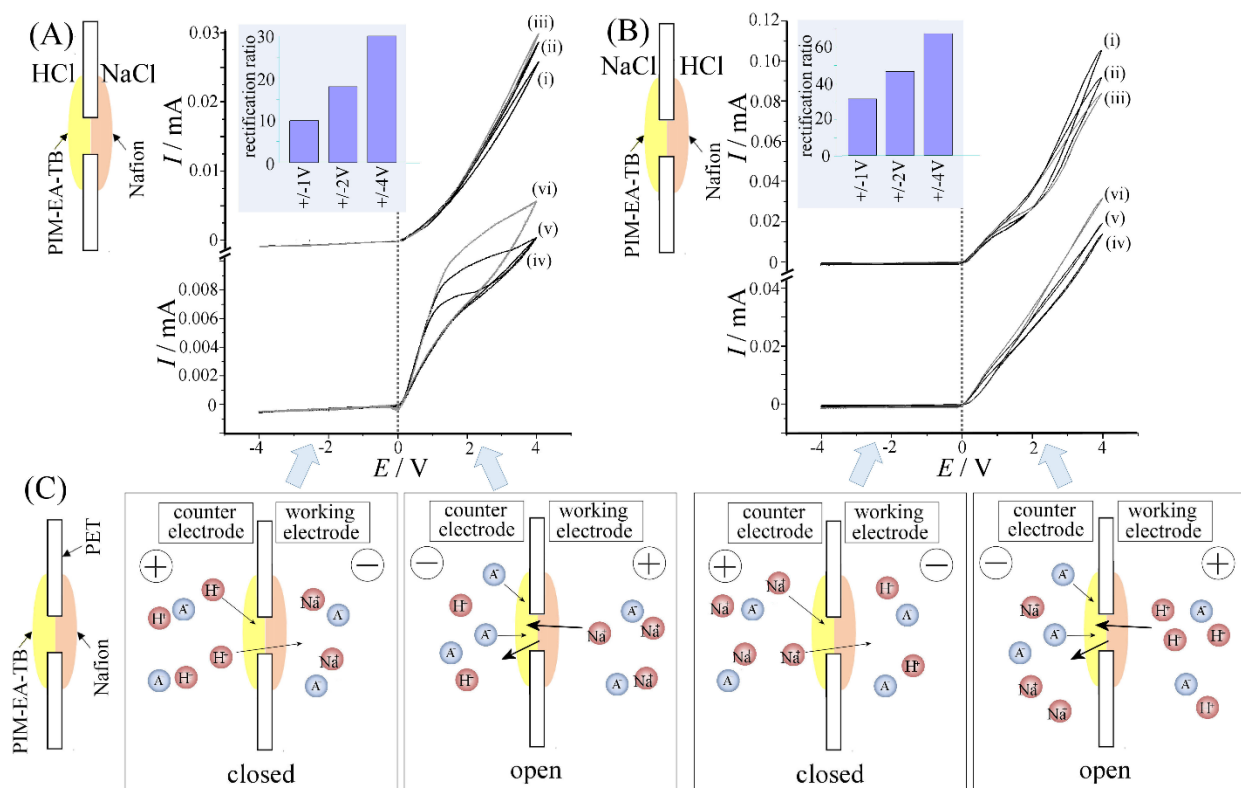 (A)
HCl
NaCl
PIM-EA-TB
Nafion
I / mA
0.03
0.02
0.01
0
0.008
0.006
0.004
0.002
0
I / mA
rectification ratio
30
20
10
0
+/-1V
+/-2V
+/-4V
(iii)
(ii)
(i)
(vi)
(v)
(iv)
-4
-2
0
2
4
E / V
(B)
NaCl
HCl
PIM-EA-TB
Nafion
I / mA
0.12
0.10
0.08
0.06
0.04
0.02
0
0.04
0.02
0
I / mA
rectification ratio
60
40
20
0
+/-1V
+/-2V
+/-4V
(i)
(ii)
(iii)
(vi)
(v)
(iv)
-4
-2
0
2
4
E / V
(C)
PET
PIM-EA-TB
Nafion
counter
electrode
working
electrode
+
−
A⁻
A⁻
A
A
closed
counter
electrode
working
electrode
−
+
A⁻
A⁻
A⁻
A⁻
A⁻
Na⁺
Na⁺
open
counter
electrode
working
electrode
+
−
Na⁺
A⁻
A⁻
A⁻
H⁺
closed
counter
electrode
working
electrode
−
+
A⁻
A⁻
A⁻
A⁻
A⁻
Na⁺
H⁺
H⁺
H⁺
open